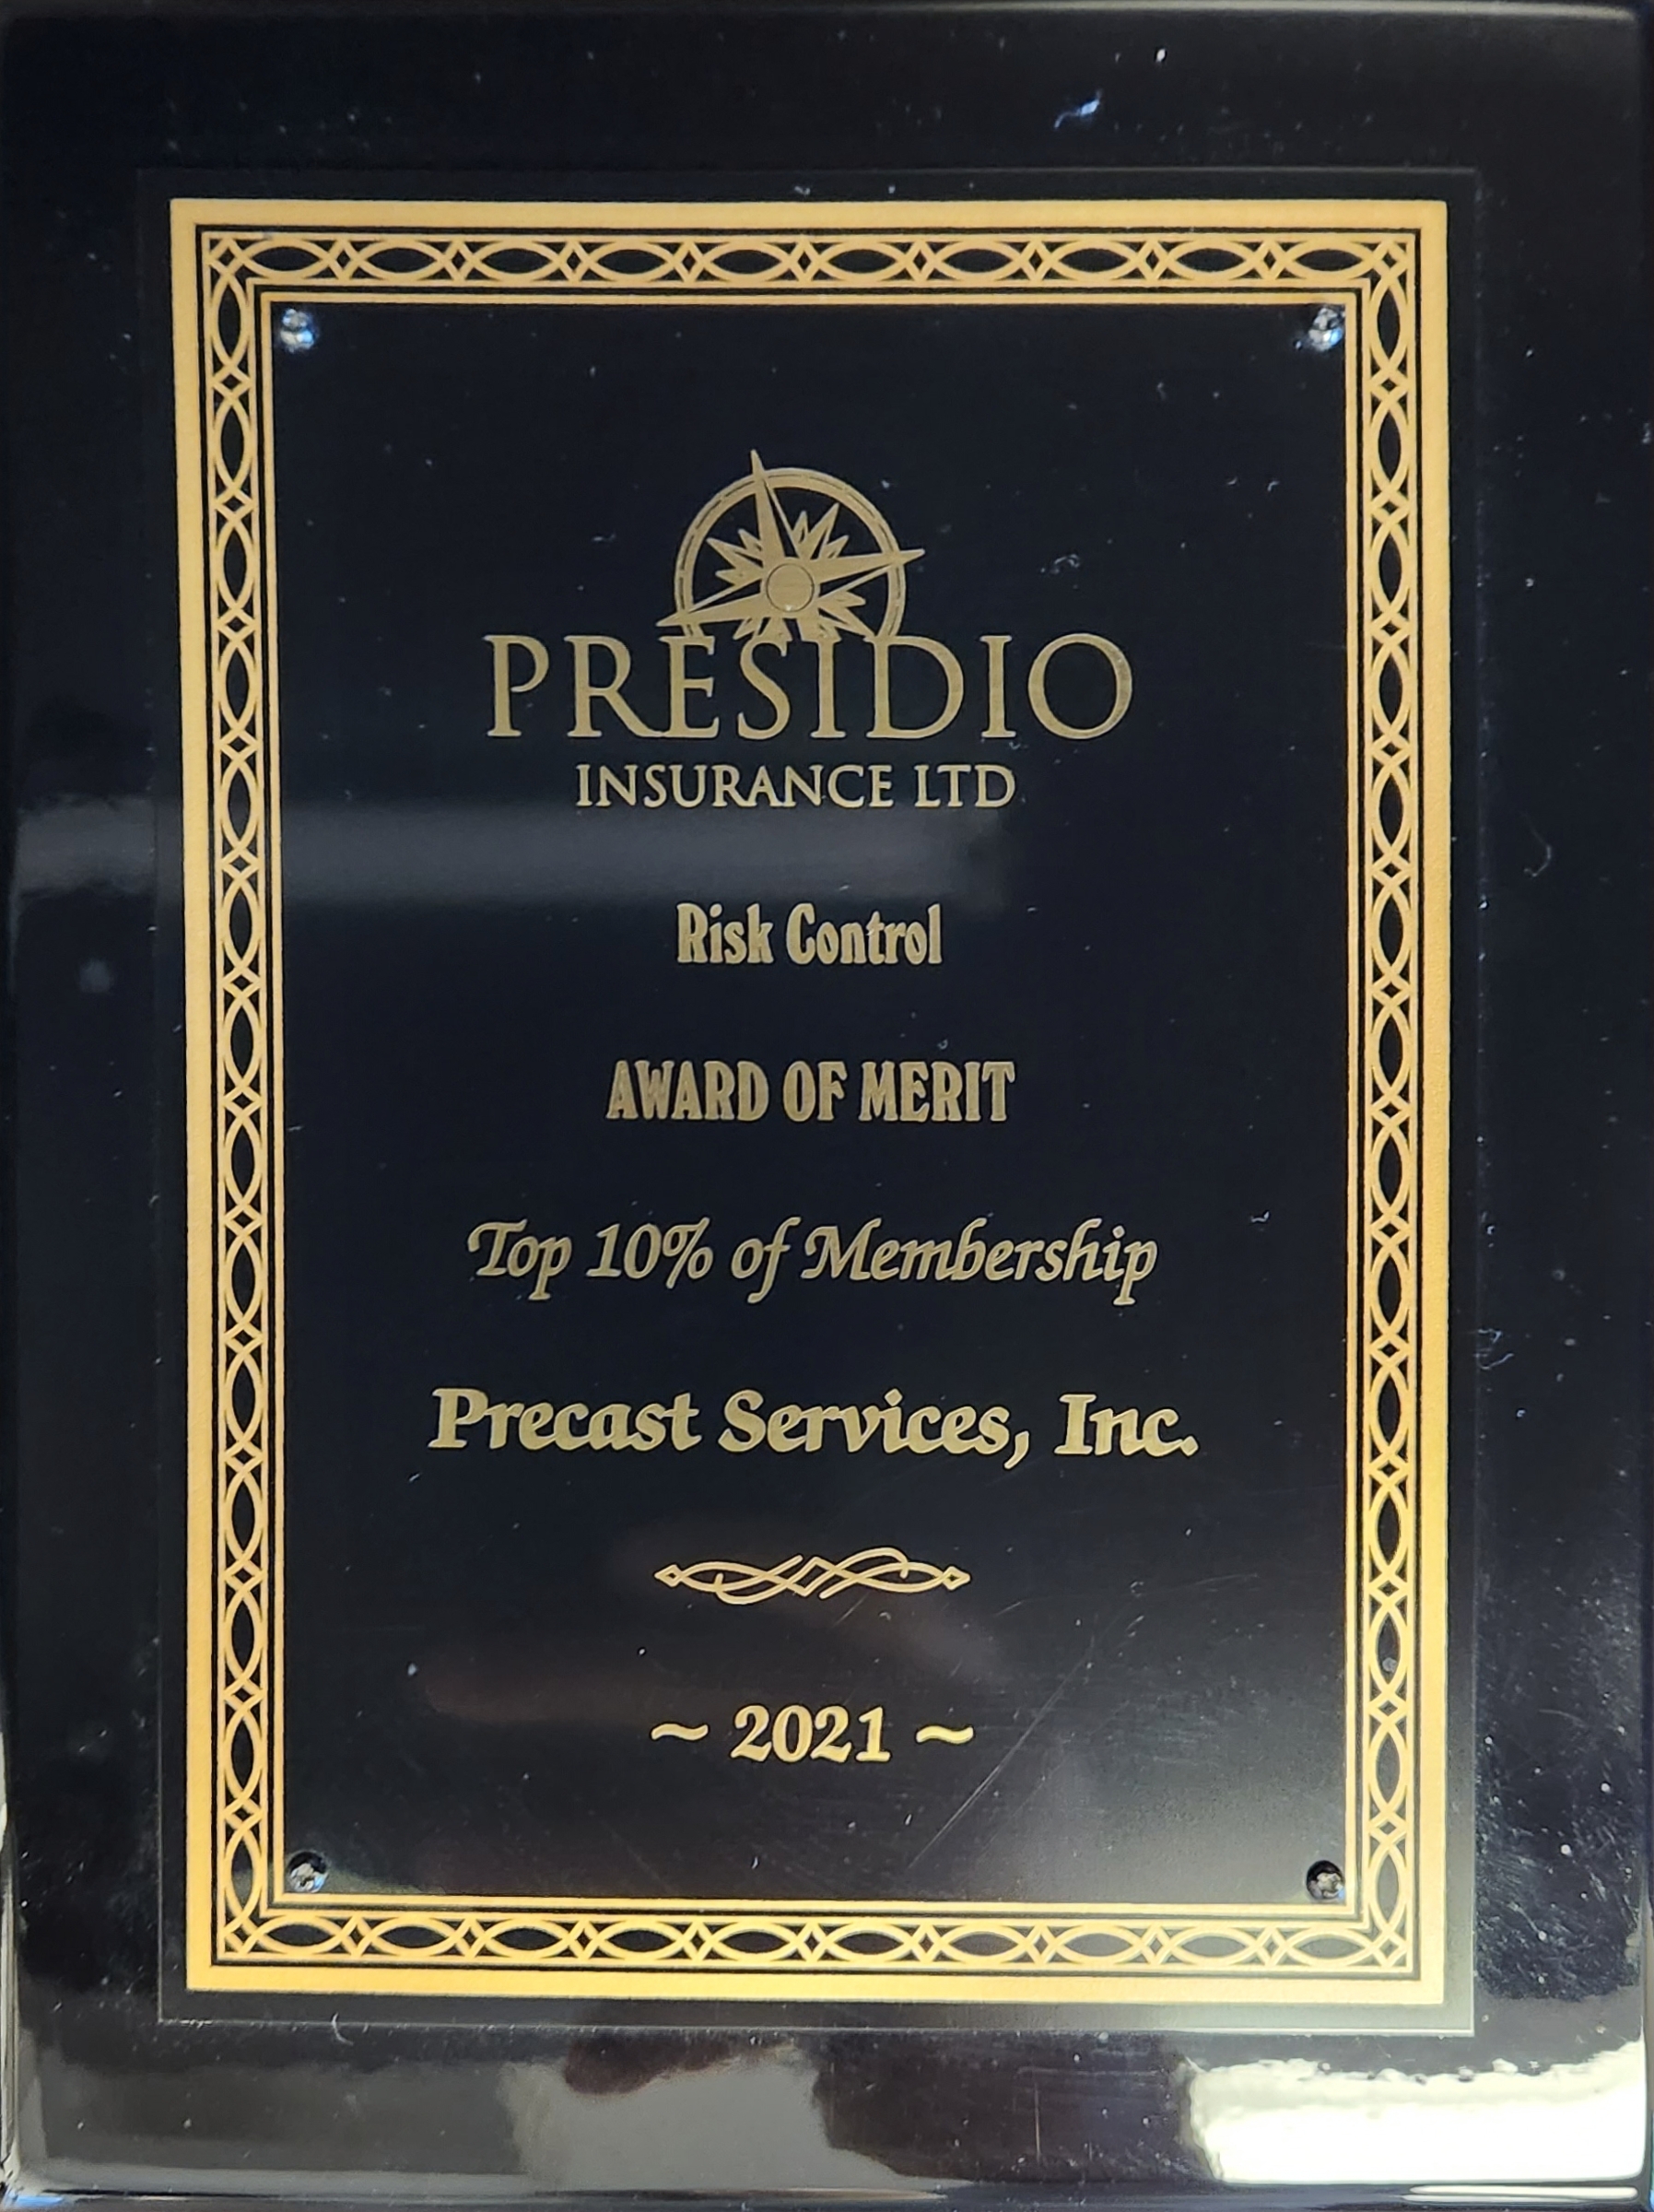 PRESIDIO
INSURANCE LTD
Risk Control
AWARD OF MERIT
Top 10% of Membership
Precast Services, Inc.
~ 2021 ~